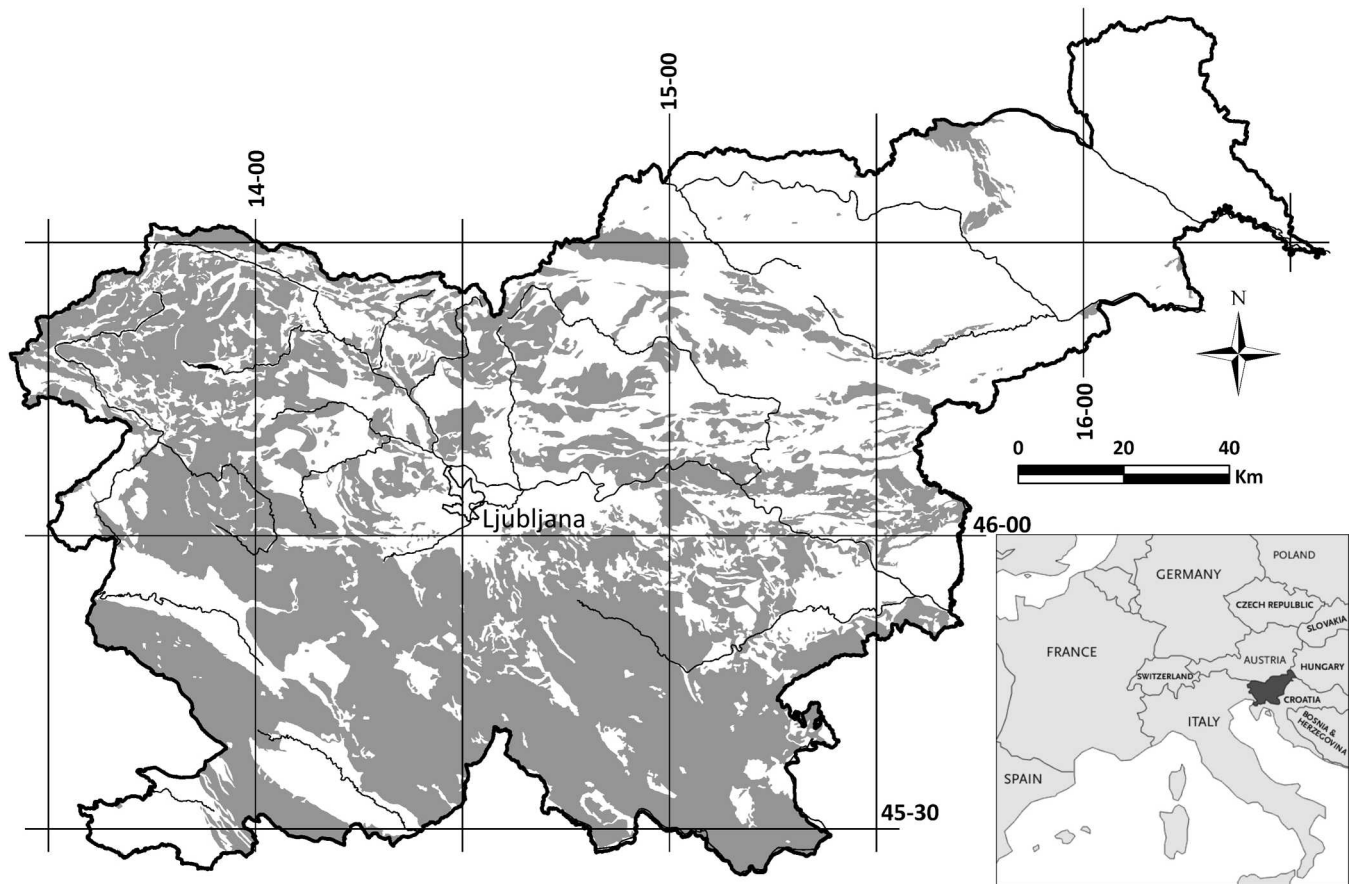 15-00
14-00
N
16-00
0 20 40
Km
Ljubljana
46-00
45-30
POLAND
GERMANY
CZECH REPULBLIC
SLOVAKIA
FRANCE
AUSTRIA
HUNGARY
SWITZERLAND
CROATIA
ITALY
BOSNIA &
HERZEGOVINA
SPAIN